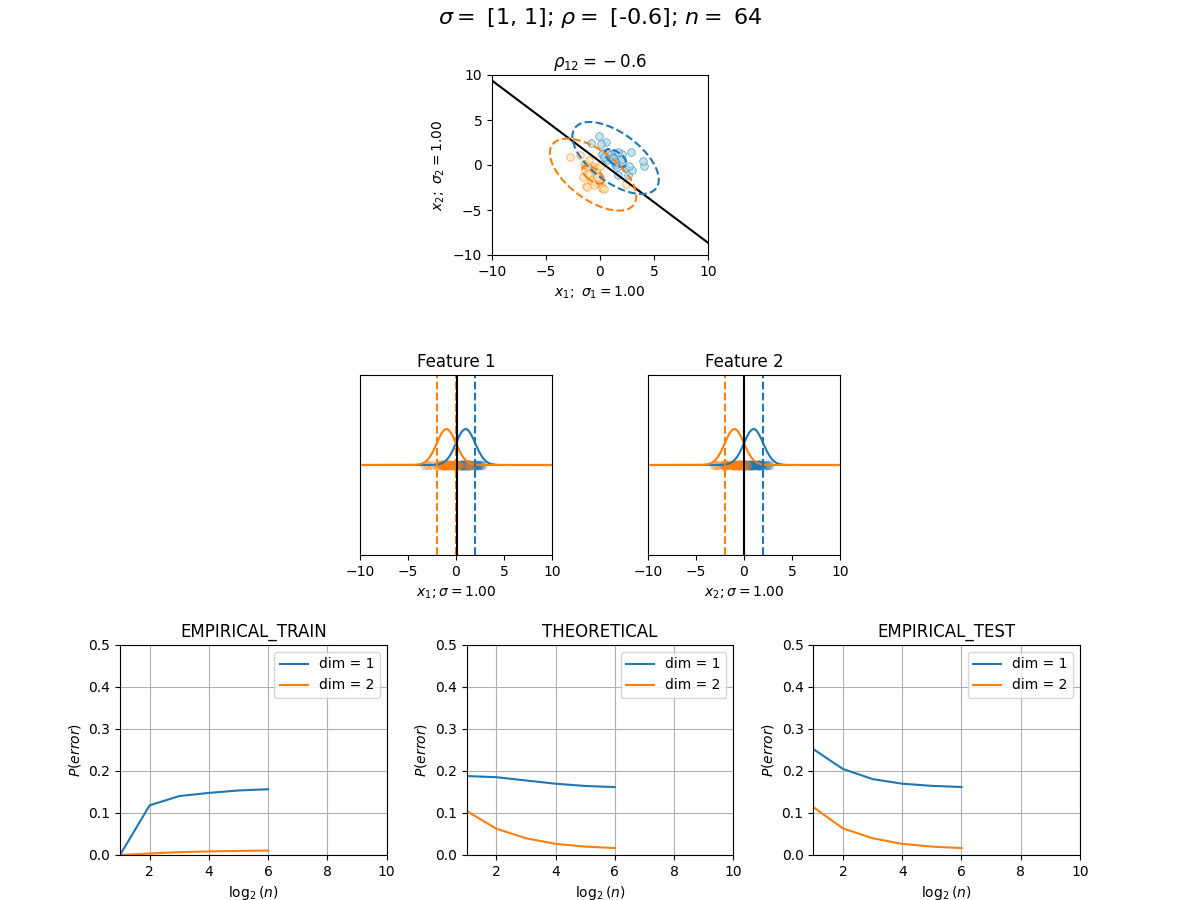 σ = [1, 1]; ρ = [-0.6]; n = 64
ρ₁₂ = −0.6
10
5
0
−5
−10
x₂; σ₂ = 1.00
−10 −5 0 5 10
x₁; σ₁ = 1.00
Feature 1 Feature 2
−10 −5 0 5 10 −10 −5 0 5 10
x₁; σ = 1.00 x₂; σ = 1.00
EMPIRICAL_TRAIN
0.5
0.4
0.3
0.2
0.1
0.0
P(error)
dim = 1
dim = 2
2 4 6 8 10
log₂(n)
THEORETICAL
0.5
0.4
0.3
0.2
0.1
0.0
P(error)
dim = 1
dim = 2
2 4 6 8 10
log₂(n)
EMPIRICAL_TEST
0.5
0.4
0.3
0.2
0.1
0.0
P(error)
dim = 1
dim = 2
2 4 6 8 10
log₂(n)